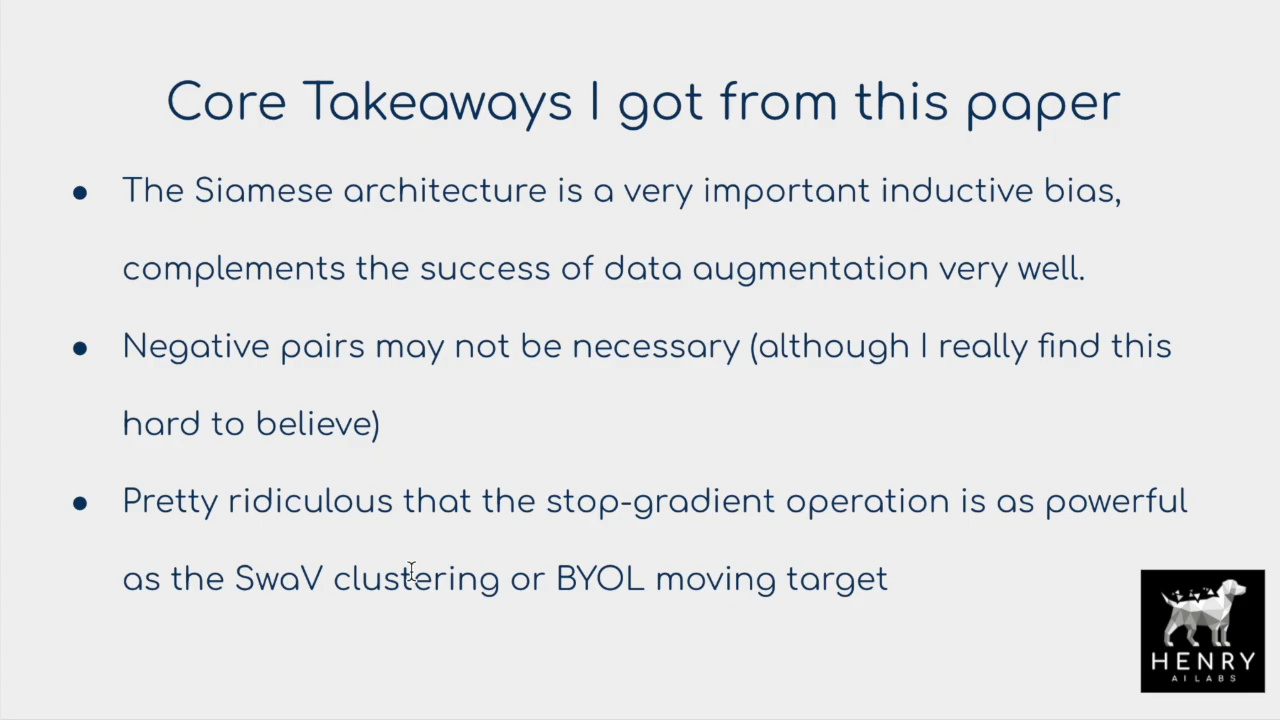 Core Takeaways I got from this paper
● The Siamese architecture is a very important inductive bias,
complements the success of data augmentation very well.
● Negative pairs may not be necessary (although I really find this
hard to believe)
● Pretty ridiculous that the stop-gradient operation is as powerful
as the SwaV clustering or BYOL moving target
HENRY
AI LABS